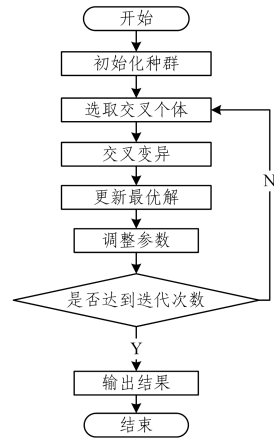 开始
初始化种群
选取交叉个体
交叉变异
更新最优解
调整参数
是否达到迭代次数
N
Y
输出结果
结束